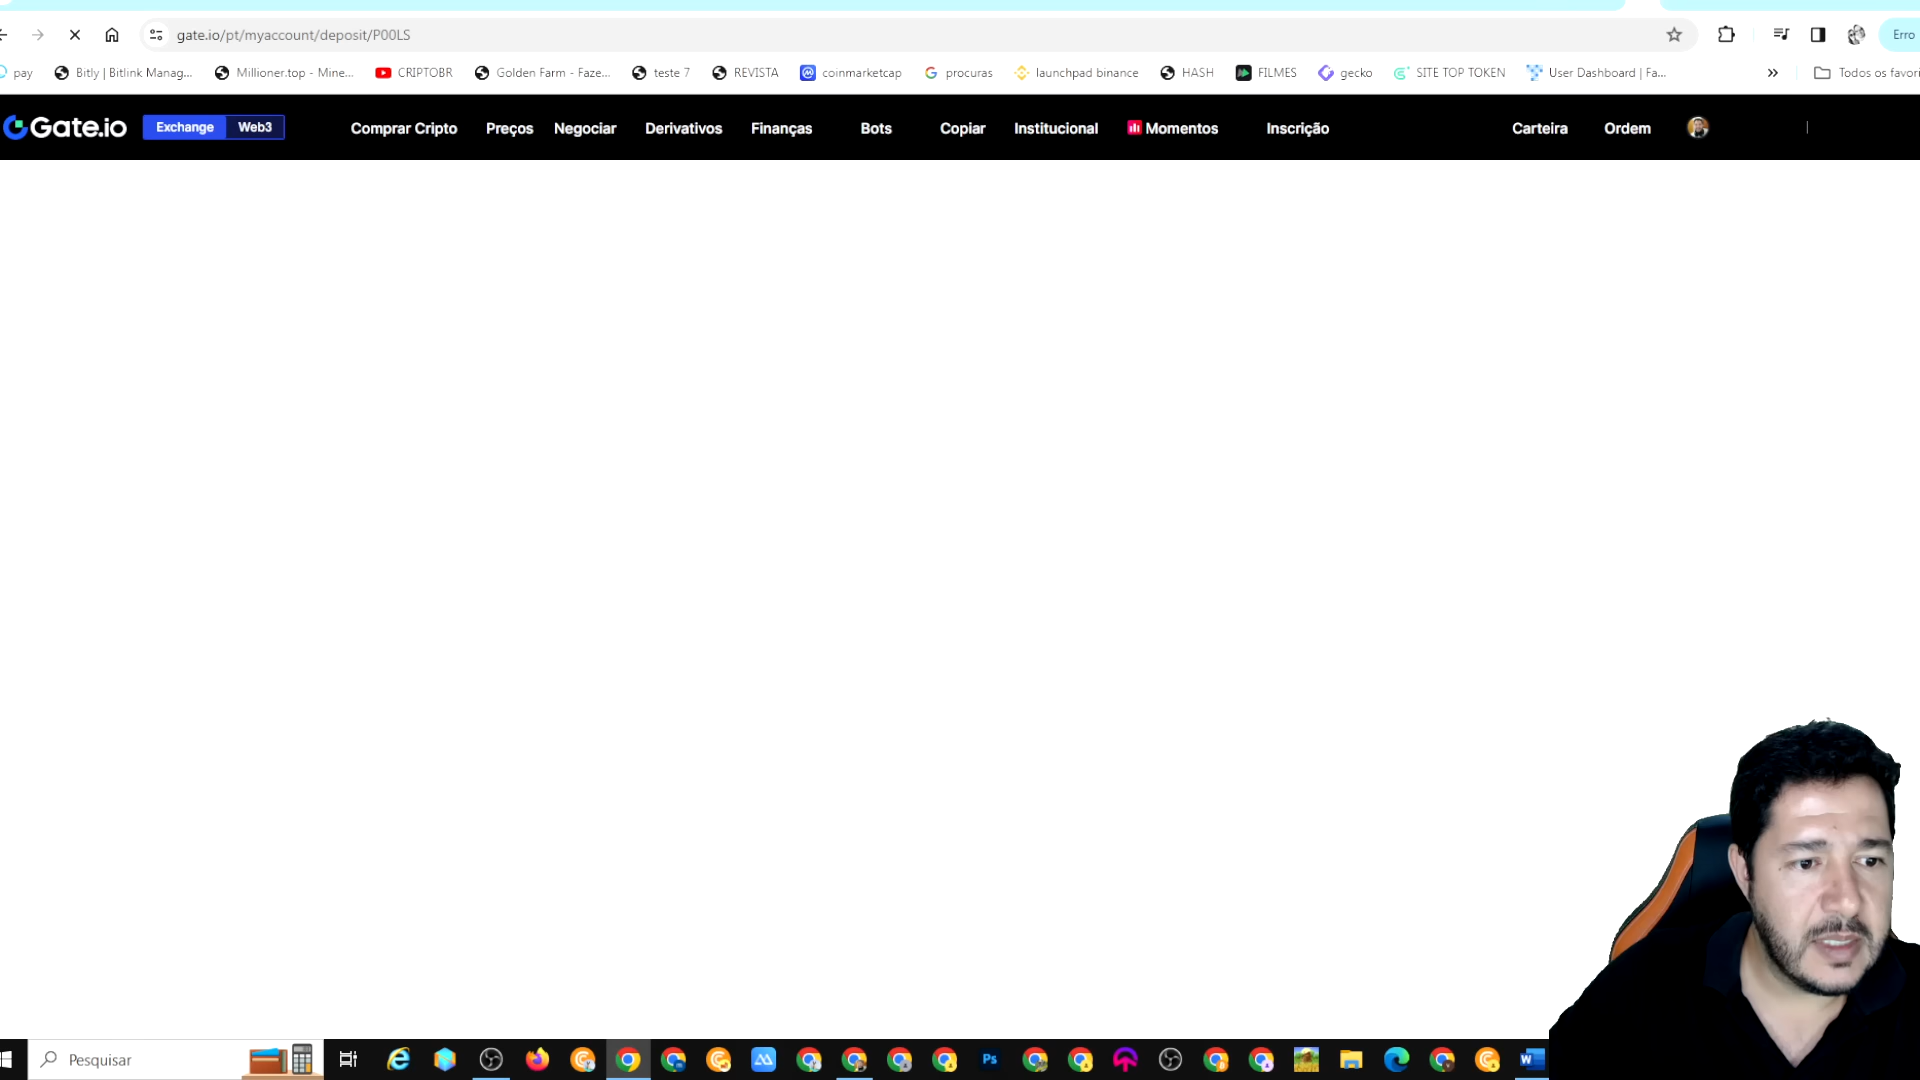 gate.io/pt/myaccount/deposit/P00LS
Erro
pay
Bitly | Bitlink Manag...
Millioner.top - Mine...
CRIPTOBR
Golden Farm - Faze...
teste 7
REVISTA
coinmarketcap
procuras
launchpad binance
HASH
FILMES
gecko
SITE TOP TOKEN
User Dashboard | Fa...
»
Todos os favori
Gate.io
Exchange
Web3
Comprar Cripto
Preços
Negociar
Derivativos
Finanças
Bots
Copiar
Institucional
Momentos
Inscrição
Carteira
Ordem
Pesquisar
Ps
W